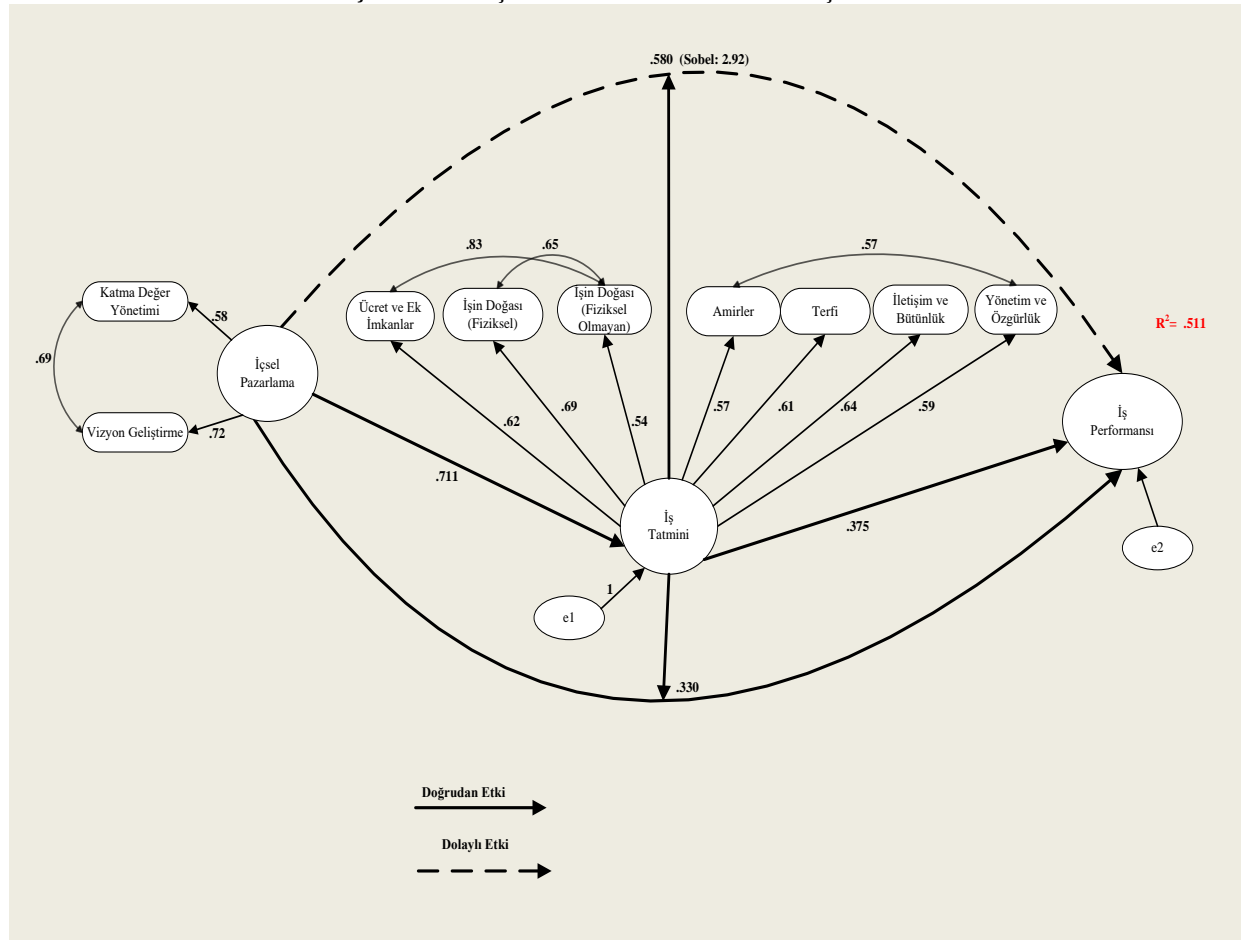 .580 (Sobel: 2.92)
.83
.65
.57
Katma Değer
Yönetimi
.58
.69
İçsel
Pazarlama
Vizyon Geliştirme
.72
Ücret ve Ek
İmkanlar
İşin Doğası
(Fiziksel)
İşin Doğası
(Fiziksel
Olmayan)
Amirler
Terfi
İletişim ve
Bütünlük
Yönetim ve
Özgürlük
R²= .511
.62
.69
.54
.57
.61
.64
.59
İş
Performansı
.711
İş
Tatmini
.375
e2
1
e1
.330
Doğrudan Etki
Dolaylı Etki